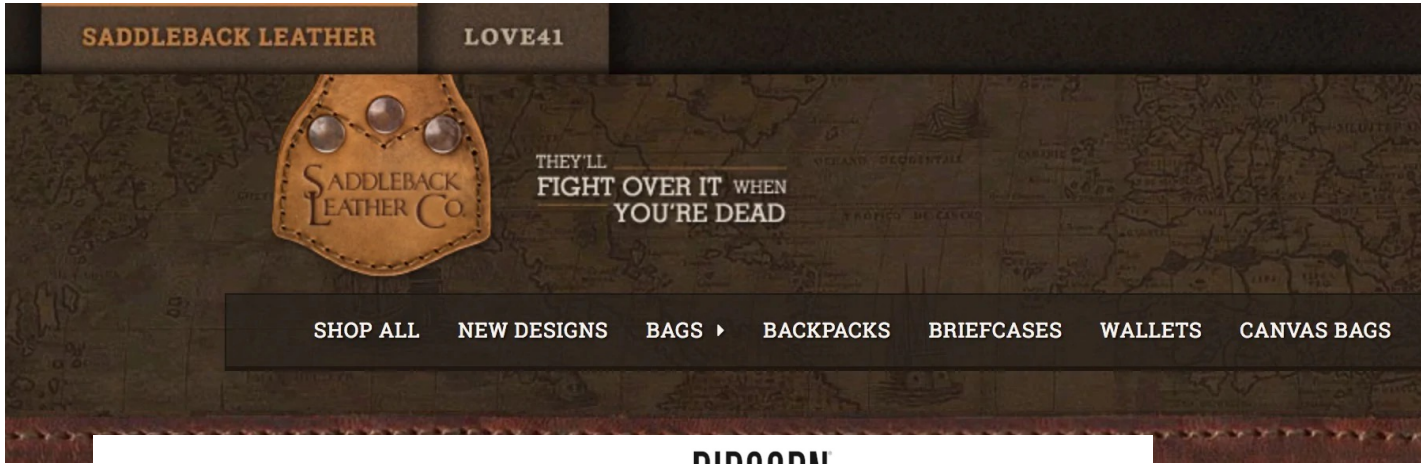 SADDLEBACK LEATHER
LOVE41
SADDLEBACK
LEATHER CO.
THEY'LL
FIGHT OVER IT WHEN
YOU'RE DEAD
SHOP ALL
NEW DESIGNS
BAGS
BACKPACKS
BRIEFCASES
WALLETS
CANVAS BAGS